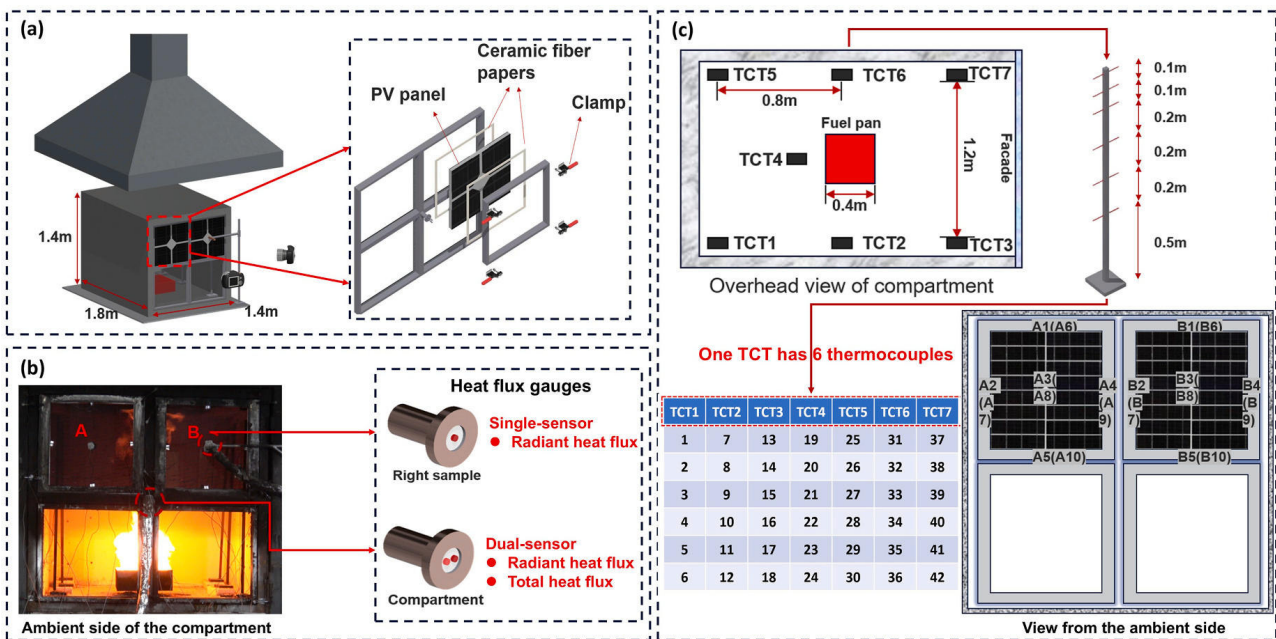 (a)
PV panel
Ceramic fiber
papers
Clamp
1.4m
1.8m
1.4m
(b)
A
B
Ambient side of the compartment
Heat flux gauges
Single-sensor
Radiant heat flux
Right sample
Dual-sensor
Radiant heat flux
Total heat flux
Compartment
(c)
TCT5
TCT6
TCT7
0.8m
Fuel pan
TCT4
0.4m
1.2m
Facade
TCT1
TCT2
TCT3
Overhead view of compartment
0.1m
0.1m
0.2m
0.2m
0.2m
0.5m
One TCT has 6 thermocouples
TCT1 TCT2 TCT3 TCT4 TCT5 TCT6 TCT7
1 7 13 19 25 31 37
2 8 14 20 26 32 38
3 9 15 21 27 33 39
4 10 16 22 28 34 40
5 11 17 23 29 35 41
6 12 18 24 30 36 42
A1(A6)
A2
(A
7)
A3(
A8)
A4
(A
9)
A5(A10)
B1(B6)
B2
(B
7)
B3(
B8)
B4
(B
9)
B5(B10)
View from the ambient side